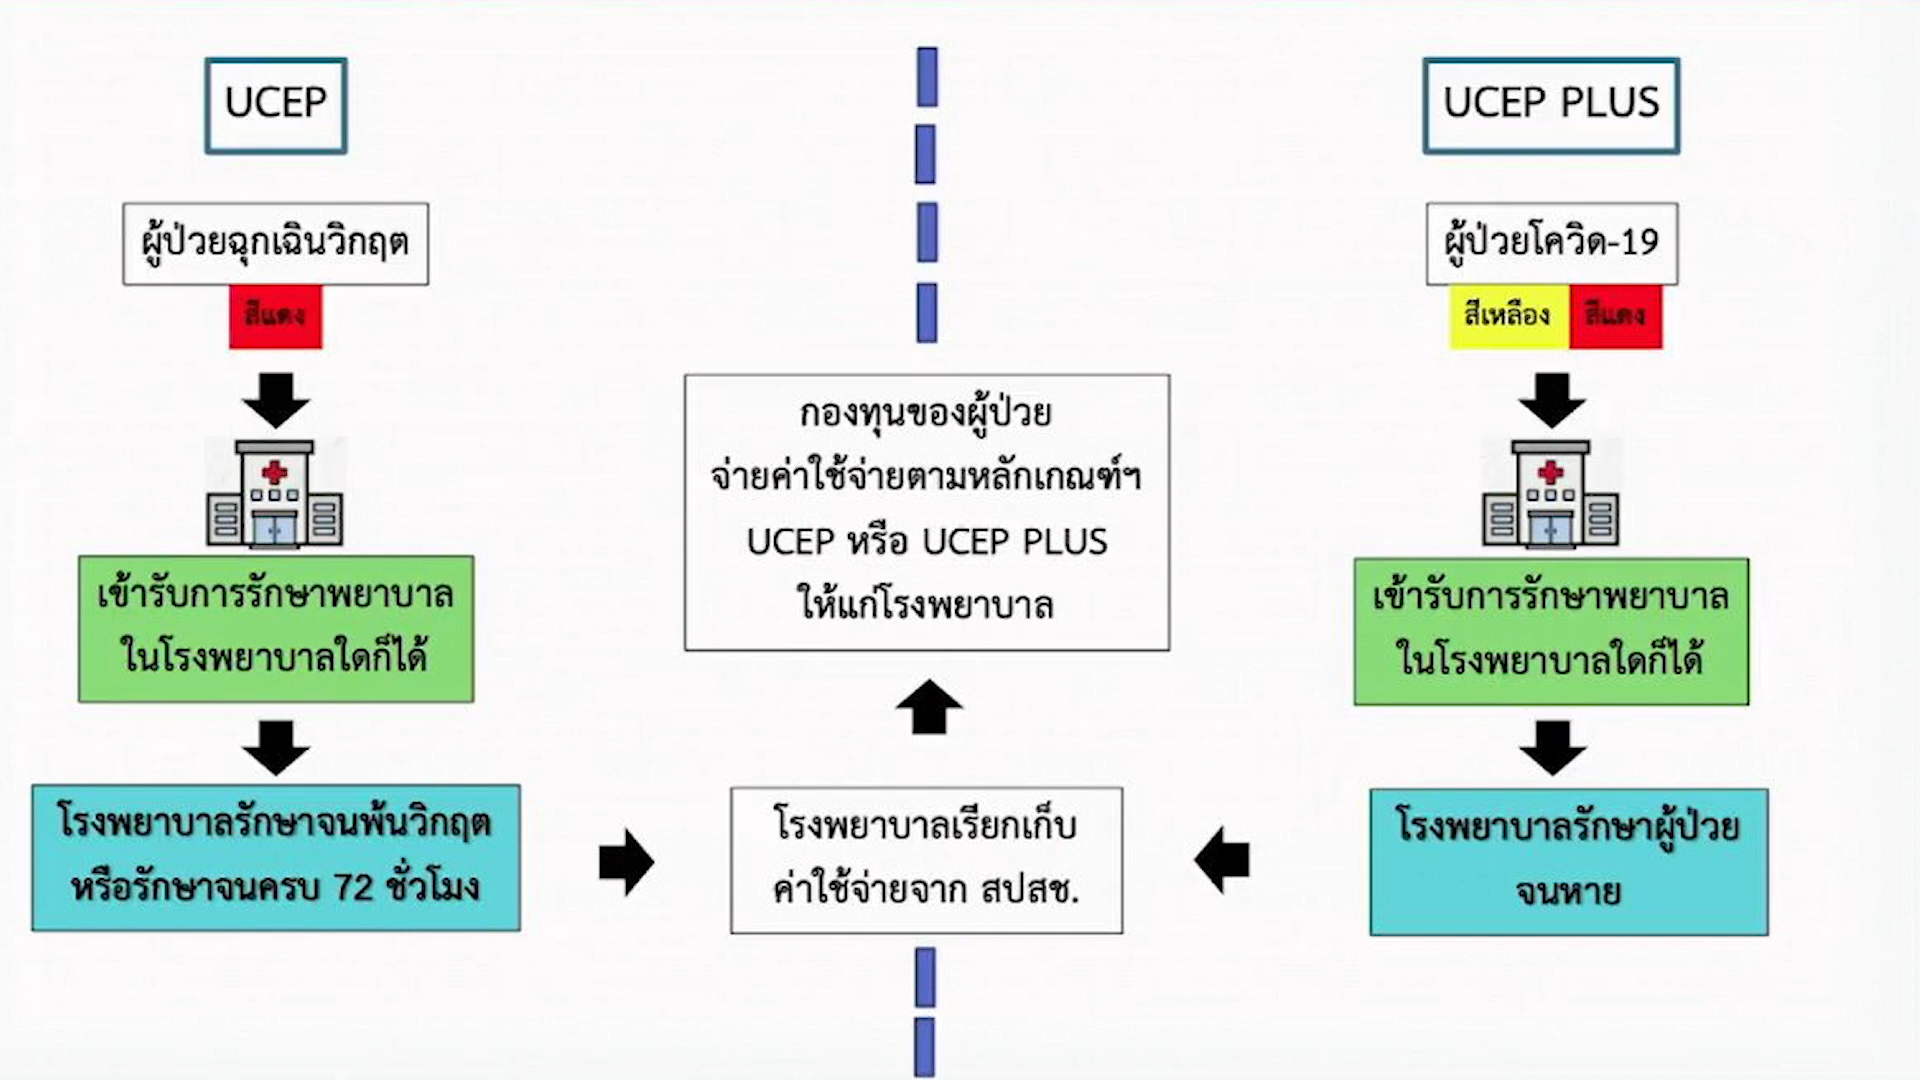 UCEP
ผู้ป่วยฉุกเฉินวิกฤต
สีแดง
เข้ารับการรักษาพยาบาล
ในโรงพยาบาลใดก็ได้
โรงพยาบาลรักษาจนพ้นวิกฤต
หรือรักษาจนครบ 72 ชั่วโมง
กองทุนของผู้ป่วย
จ่ายค่าใช้จ่ายตามหลักเกณฑ์ฯ
UCEP หรือ UCEP PLUS
ให้แก่โรงพยาบาล
โรงพยาบาลเรียกเก็บ
ค่าใช้จ่ายจาก สปสช.
UCEP PLUS
ผู้ป่วยโควิด-19
สีเหลือง สีแดง
เข้ารับการรักษาพยาบาล
ในโรงพยาบาลใดก็ได้
โรงพยาบาลรักษาผู้ป่วย
จนหาย